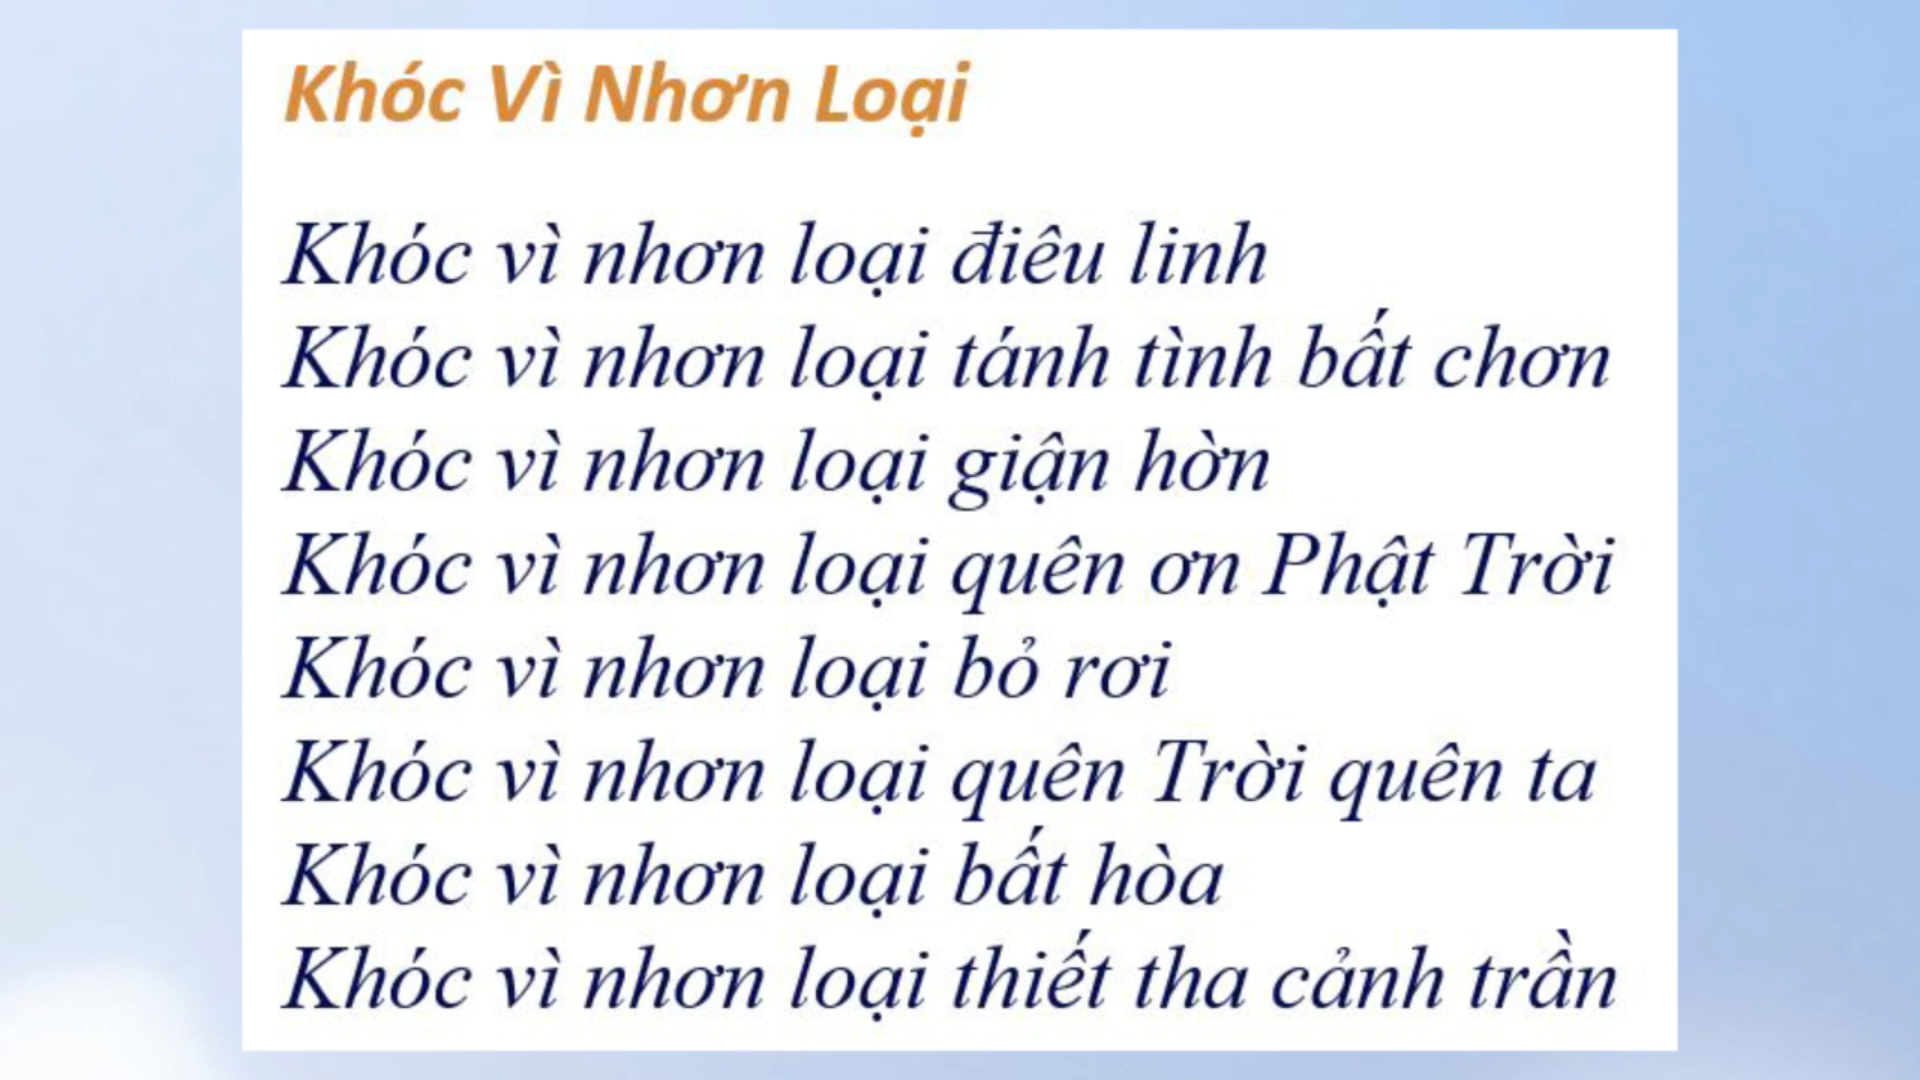 Khóc Vì Nhơn Loại
Khóc vì nhơn loại điêu linh
Khóc vì nhơn loại tánh tình bất chơn
Khóc vì nhơn loại giận hờn
Khóc vì nhơn loại quên ơn Phật Trời
Khóc vì nhơn loại bỏ rơi
Khóc vì nhơn loại quên Trời quên ta
Khóc vì nhơn loại bất hòa
Khóc vì nhơn loại thiết tha cảnh trần